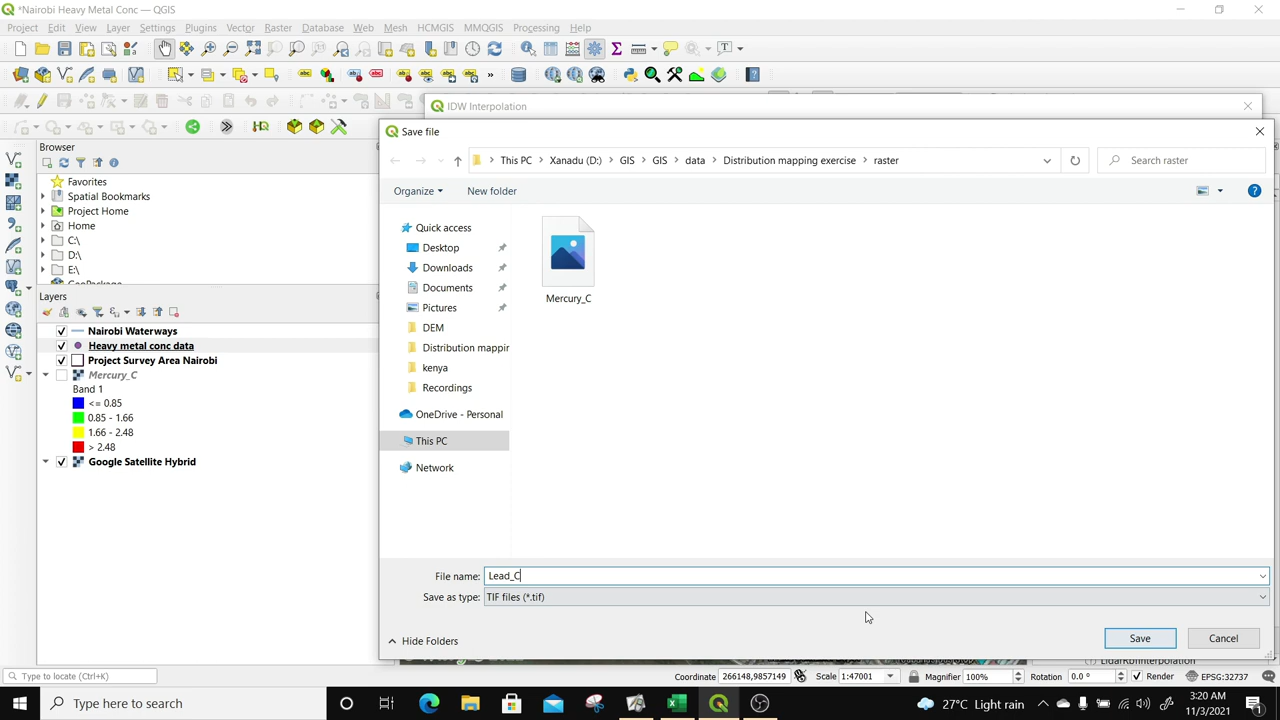 *Nairobi Heavy Metal Conc — QGIS
Project Edit View Layer Settings Plugins Vector Raster Database Web Mesh HCMGIS MMQGIS Processing Help
IDW Interpolation
Save file
This PC > Xanadu (D:) > GIS > GIS > data > Distribution mapping exercise > raster
Search raster
Organize
New folder
Browser
Favorites
Spatial Bookmarks
Project Home
Home
C:\
D:\
E:\
GeoPackage
Layers
Nairobi Waterways
Heavy metal conc data
Project Survey Area Nairobi
Mercury_C
Band 1
<= 0.85
0.85 - 1.66
1.66 - 2.48
> 2.48
Google Satellite Hybrid
Quick access
Desktop
Downloads
Documents
Pictures
DEM
Distribution mappir
kenya
Recordings
OneDrive - Personal
This PC
Network
Mercury_C
File name: Lead_C
Save as type: TIF files (*.tif)
Hide Folders
Save
Cancel
Type to locate (Ctrl+K)
Coordinate 266148,9857149 Scale 1:47001 Magnifier 100% Rotation 0.0 ° Render EPSG:32737
Type here to search
27°C Light rain
3:20 AM
11/3/2021